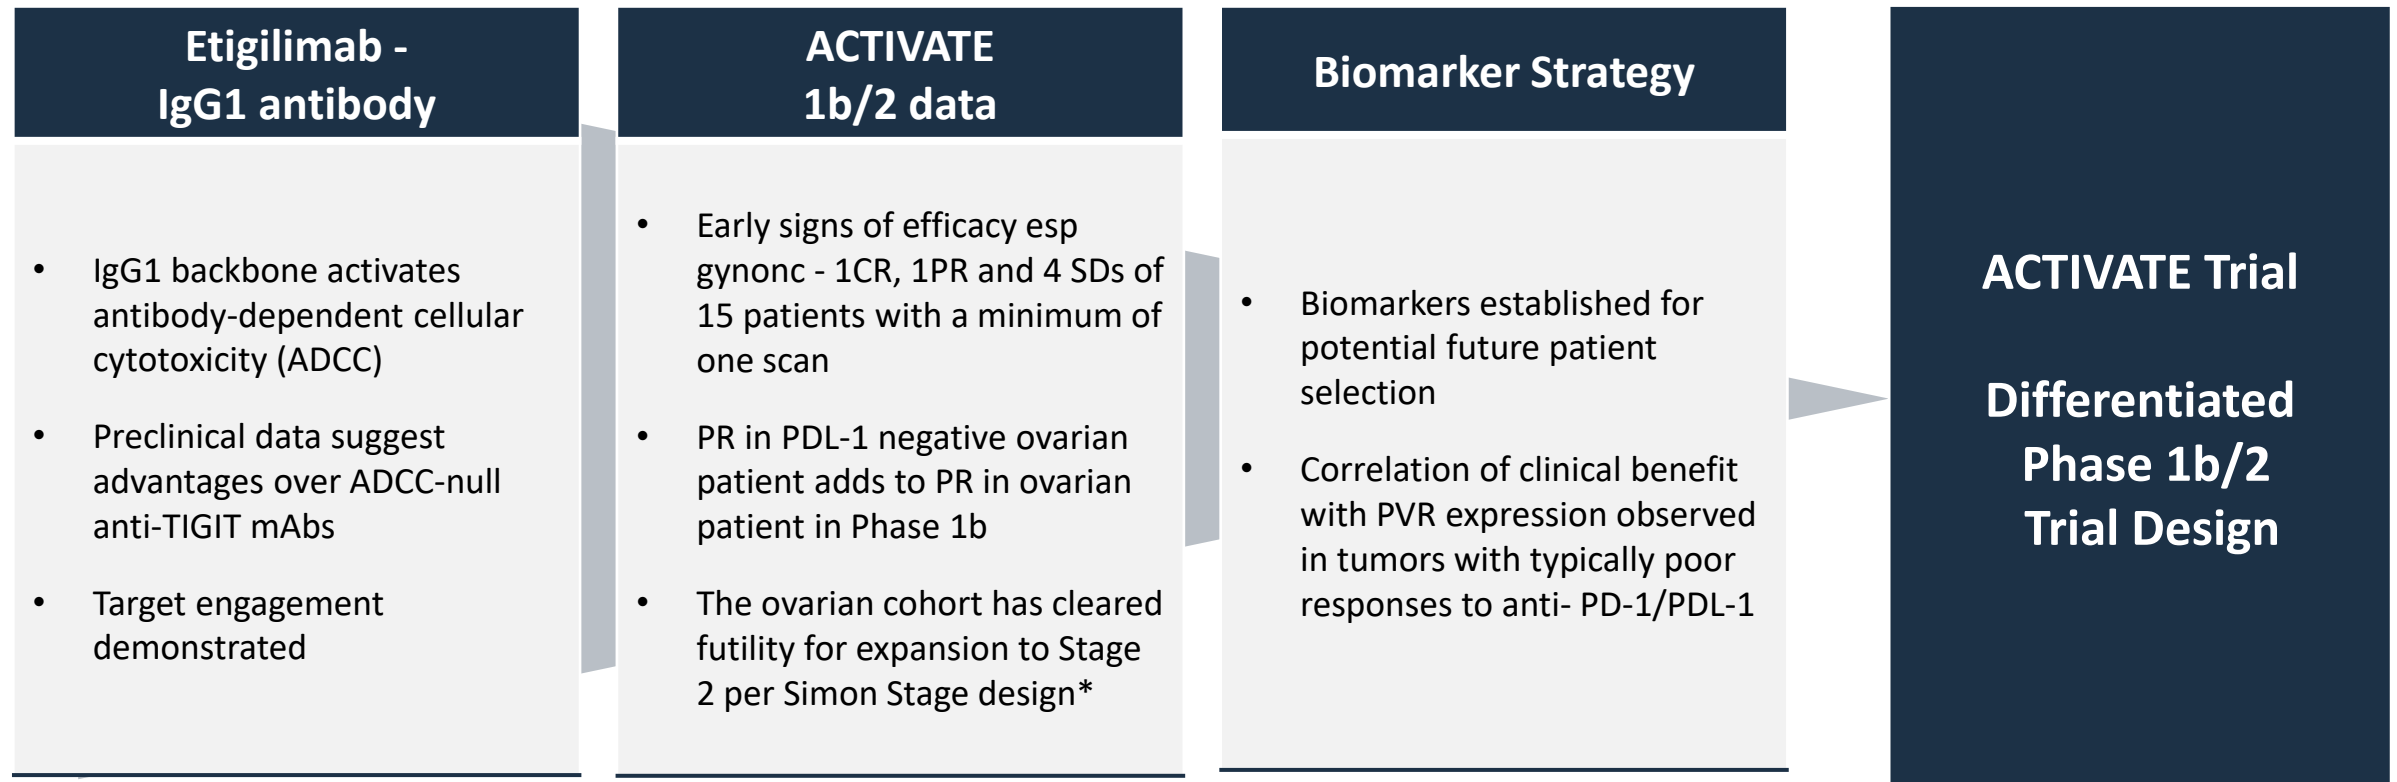 Etigilimab -
IgG1 antibody
• IgG1 backbone activates
antibody-dependent cellular
cytotoxicity (ADCC)
• Preclinical data suggest
advantages over ADCC-null
anti-TIGIT mAbs
• Target engagement
demonstrated
ACTIVATE
1b/2 data
• Early signs of efficacy esp
gynonc - 1CR, 1PR and 4 SDs of
15 patients with a minimum of
one scan
• PR in PDL-1 negative ovarian
patient adds to PR in ovarian
patient in Phase 1b
• The ovarian cohort has cleared
futility for expansion to Stage
2 per Simon Stage design*
Biomarker Strategy
• Biomarkers established for
potential future patient
selection
• Correlation of clinical benefit
with PVR expression observed
in tumors with typically poor
responses to anti- PD-1/PDL-1
ACTIVATE Trial
Differentiated
Phase 1b/2
Trial Design